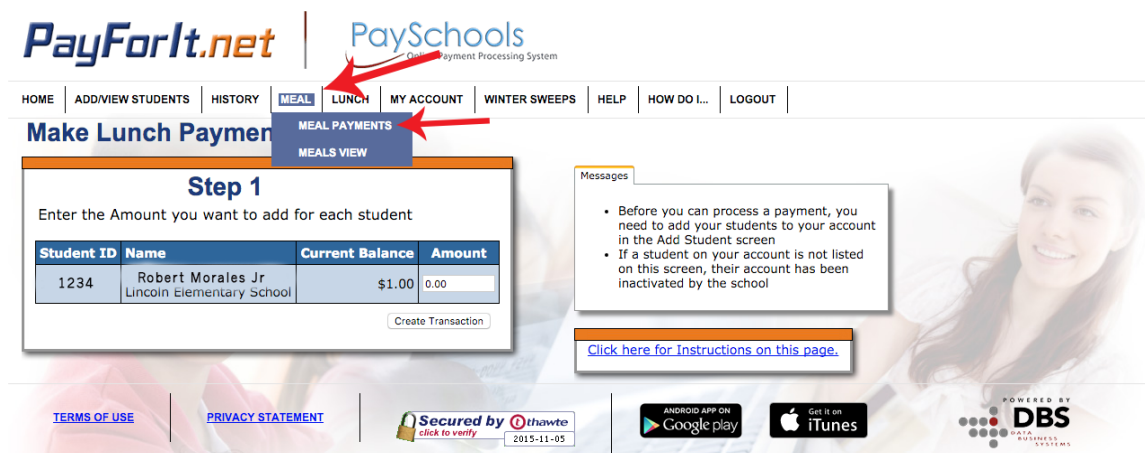 PayForIt.net
PaySchools
Online Payment Processing System
HOME ADD/VIEW STUDENTS HISTORY MEAL LUNCH MY ACCOUNT WINTER SWEEPS HELP HOW DO I... LOGOUT
MEAL PAYMENTS
MEALS VIEW
Make Lunch Paymen
Step 1
Enter the Amount you want to add for each student
Student ID Name Current Balance Amount
1234 Robert Morales Jr $1.00 0.00
Lincoln Elementary School
Create Transaction
Messages
• Before you can process a payment, you
need to add your students to your account
in the Add Student screen
• If a student on your account is not listed
on this screen, their account has been
inactivated by the school
Click here for Instructions on this page.
TERMS OF USE
PRIVACY STATEMENT
Secured by thawte
click to verify
2015-11-05
ANDROID APP ON
Google play
Get it on
iTunes
POWERED BY
DBS
DATA
BUSINESS
SYSTEMS